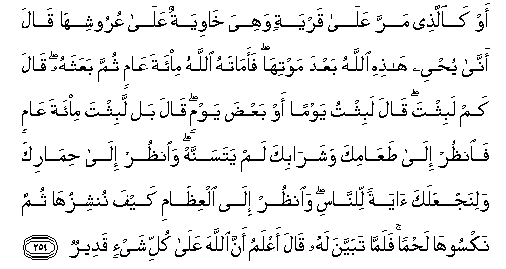 أَوْ كَٱلَّذِى مَرَّ عَلَىٰ قَرْيَةٍ وَهِىَ خَاوِيَةٌ عَلَىٰ عُرُوشِهَا قَالَ
أَنَّىٰ يُحْىِۦ هَـٰذِهِ ٱللَّهُ بَعْدَ مَوْتِهَا ۖ فَأَمَاتَهُ ٱللَّهُ مِا۟ئَةَ عَامٍ ثُمَّ بَعَثَهُۥ ۖ قَالَ
كَمْ لَبِثْتَ ۖ قَالَ لَبِثْتُ يَوْمًا أَوْ بَعْضَ يَوْمٍ ۖ قَالَ بَل لَّبِثْتَ مِا۟ئَةَ عَامٍ
فَٱنظُرْ إِلَىٰ طَعَامِكَ وَشَرَابِكَ لَمْ يَتَسَنَّهْ ۖ وَٱنظُرْ إِلَىٰ حِمَارِكَ
وَلِنَجْعَلَكَ ءَايَةً لِّلنَّاسِ ۖ وَٱنظُرْ إِلَى ٱلْعِظَامِ كَيْفَ نُنشِزُهَا ثُمَّ
نَكْسُوهَا لَحْمًا ۚ فَلَمَّا تَبَيَّنَ لَهُۥ قَالَ أَعْلَمُ أَنَّ ٱللَّهَ عَلَىٰ كُلِّ شَىْءٍ قَدِيرٌ ٢٥٩